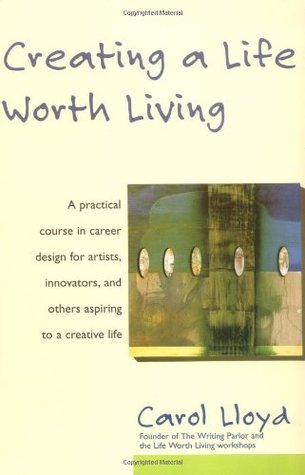 Copyrighted Material
Creating a Life
Worth Living
A practical
course in career
design for artists,
innovators, and
others aspiring
to a creative life
Carol Lloyd
Founder of The Writing Parlor and
the Life Worth Living workshops
Copyrighted Material